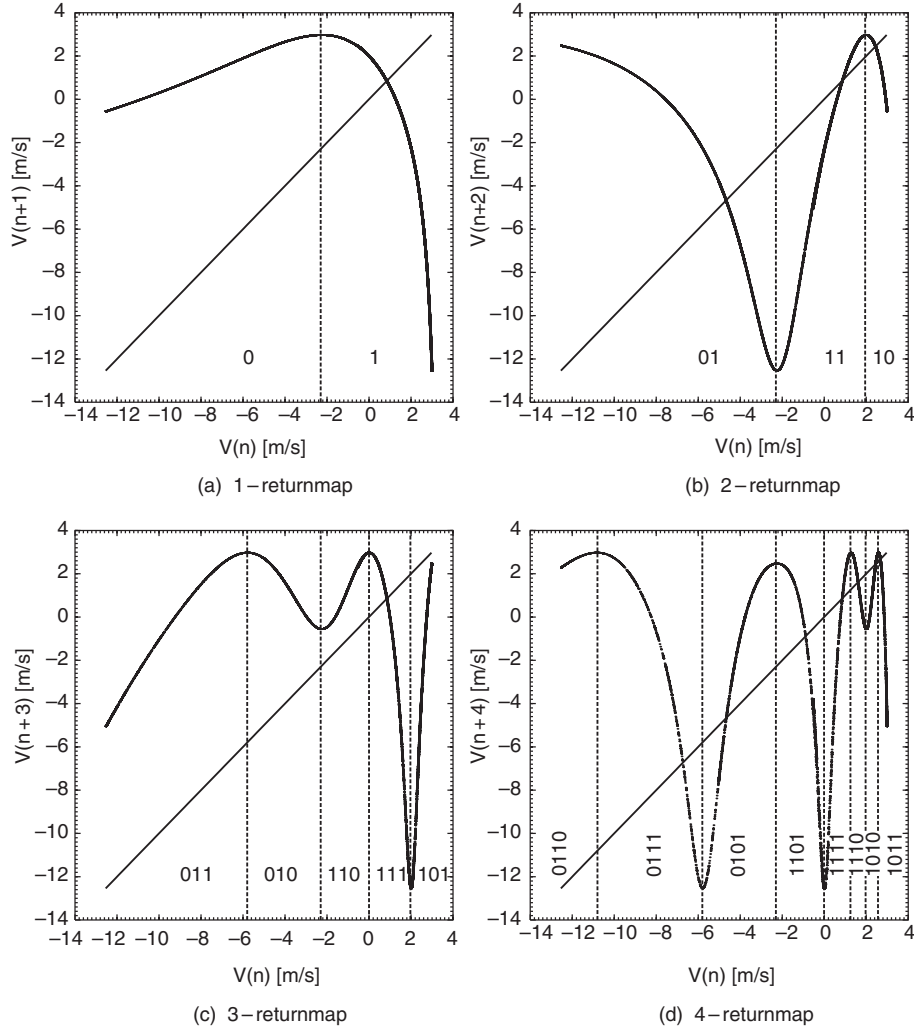 4
2
0
−2
−4
−6
−8
−10
−12
−14
V(n+1) [m/s]
0 1
−14 −12 −10 −8 −6 −4 −2 0 2 4
V(n) [m/s]
(a) 1−returnmap
4
2
0
−2
−4
−6
−8
−10
−12
−14
V(n+2) [m/s]
01 11 10
−14 −12 −10 −8 −6 −4 −2 0 2 4
V(n) [m/s]
(b) 2−returnmap
4
2
0
−2
−4
−6
−8
−10
−12
−14
V(n + 3) [m/s]
011 010 110 111 101
−14 −12 −10 −8 −6 −4 −2 0 2 4
V(n) [m/s]
(c) 3−returnmap
4
2
0
−2
−4
−6
−8
−10
−12
−14
V(n + 4) [m/s]
0110 0111 0101 1101 1111 1110 1010 1011
−14 −12 −10 −8 −6 −4 −2 0 2 4
V(n) [m/s]
(d) 4−returnmap